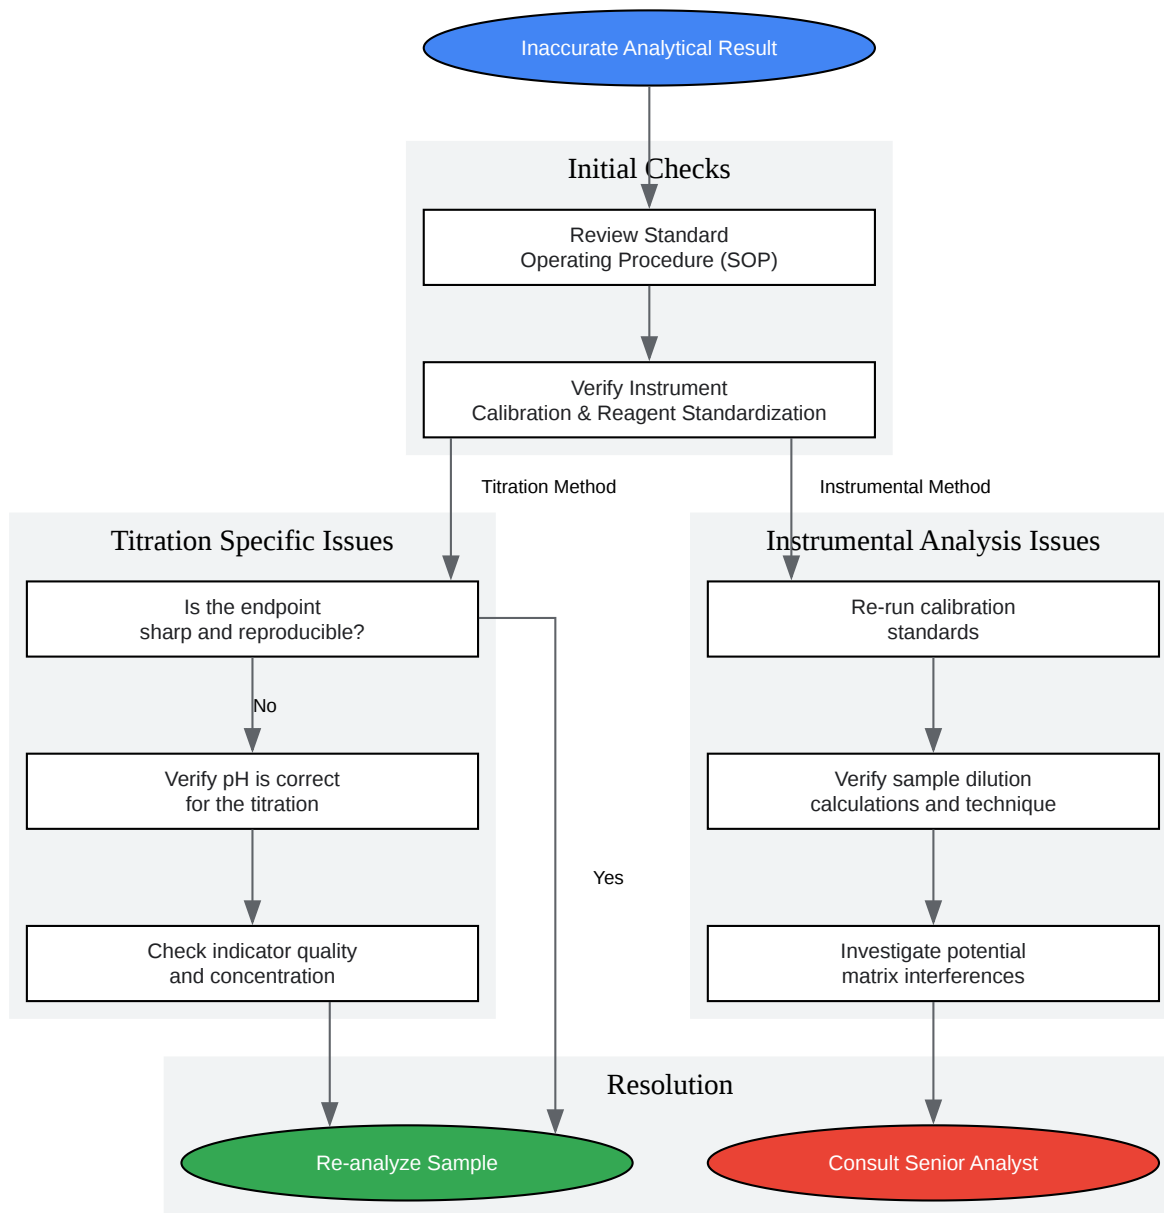 Inaccurate Analytical Result
Initial Checks
Review Standard
Operating Procedure (SOP)
Verify Instrument
Calibration & Reagent Standardization
Titration Method
Instrumental Method
Titration Specific Issues
Instrumental Analysis Issues
Is the endpoint
sharp and reproducible?
Re-run calibration
standards
No
Verify pH is correct
for the titration
Verify sample dilution
calculations and technique
Yes
Check indicator quality
and concentration
Investigate potential
matrix interferences
Resolution
Re-analyze Sample
Consult Senior Analyst